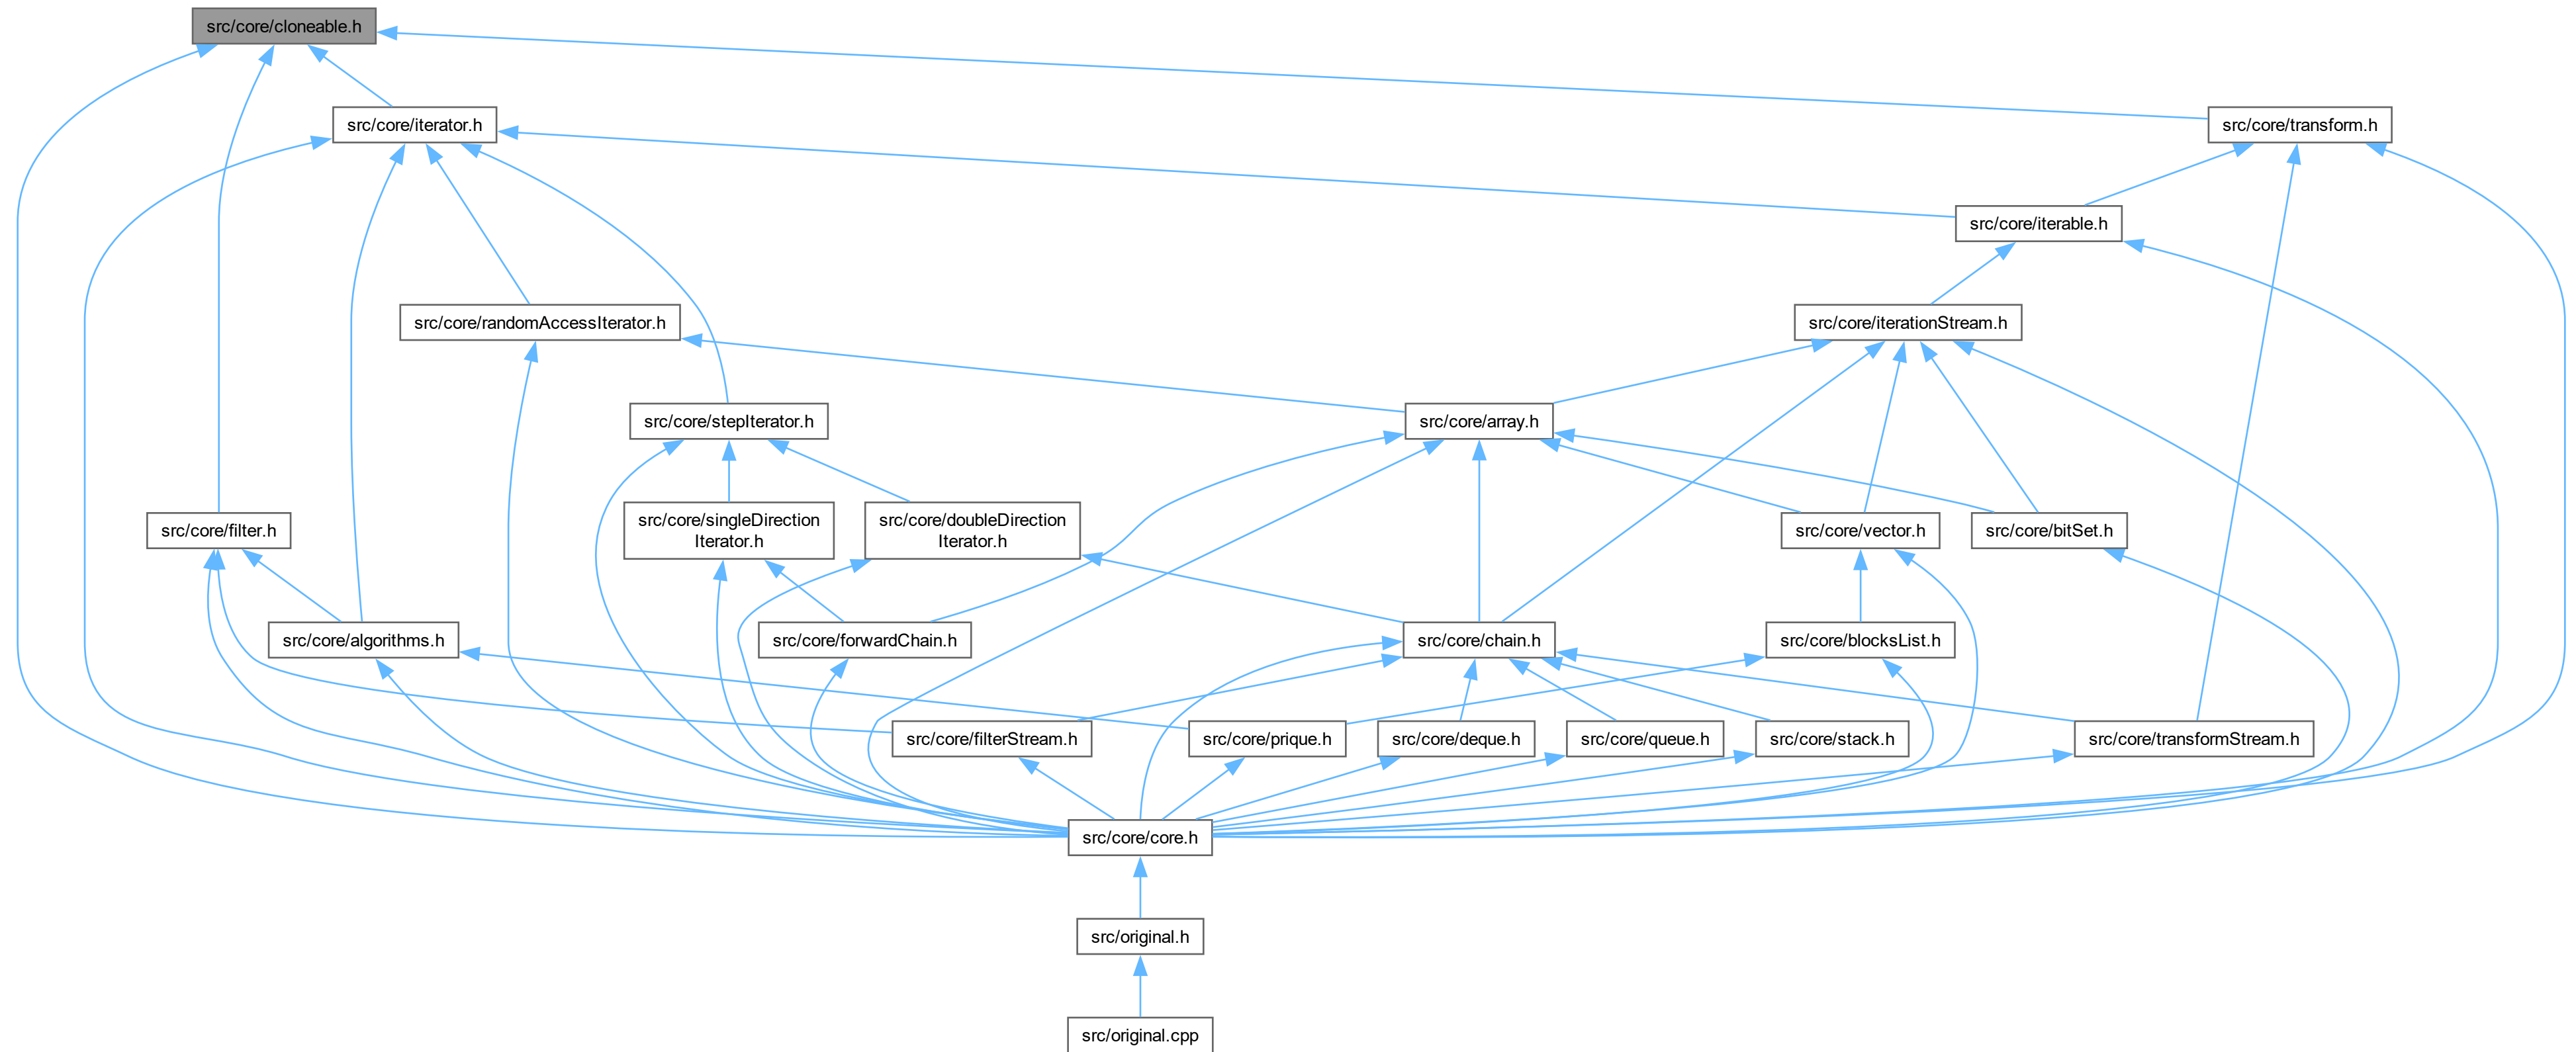 src/core/cloneable.h
src/core/iterator.h
src/core/transform.h
src/core/iterable.h
src/core/randomAccessIterator.h
src/core/iterationStream.h
src/core/stepIterator.h
src/core/array.h
src/core/filter.h
src/core/singleDirection
Iterator.h
src/core/doubleDirection
Iterator.h
src/core/vector.h
src/core/bitSet.h
src/core/algorithms.h
src/core/forwardChain.h
src/core/chain.h
src/core/blocksList.h
src/core/filterStream.h
src/core/prique.h
src/core/deque.h
src/core/queue.h
src/core/stack.h
src/core/transformStream.h
src/core/core.h
src/original.h
src/original.cpp